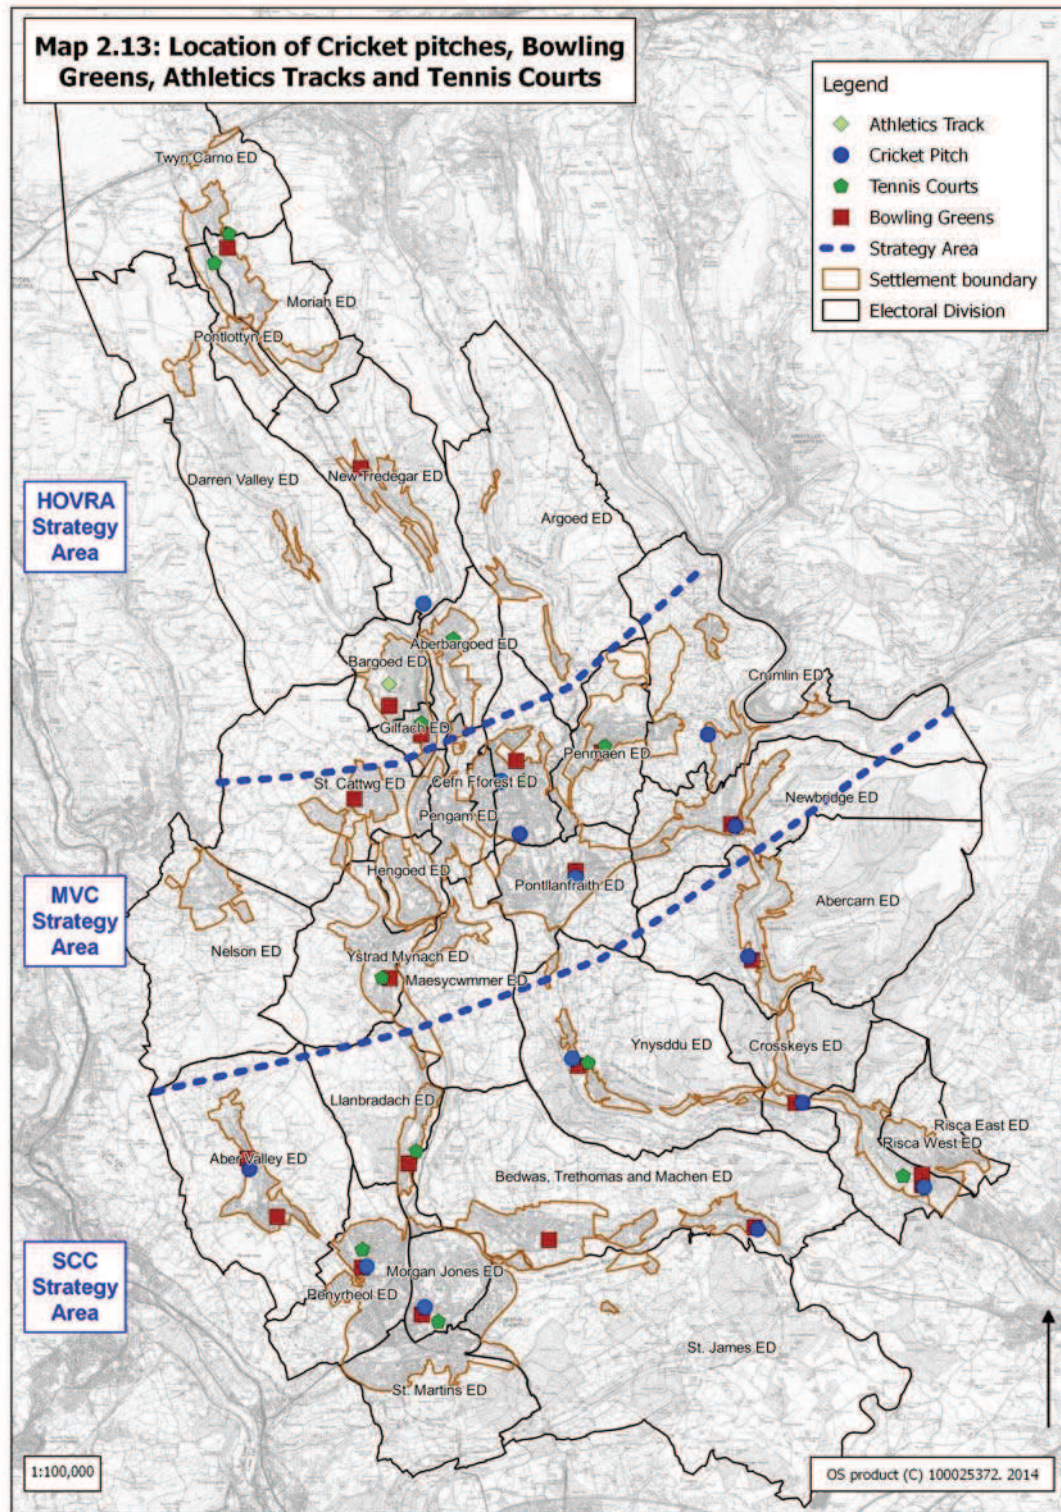 Map 2.13: Location of Cricket pitches, Bowling
Greens, Athletics Tracks and Tennis Courts
Legend
Athletics Track
Cricket Pitch
Tennis Courts
Bowling Greens
Strategy Area
Settlement boundary
Electoral Division
Twyn Carno ED
Moriah ED
Pontlottyn ED
Darren Valley ED
New Tredegar ED
HOVRA
Strategy
Area
Argoed ED
Aberbargoed ED
Bargoed ED
Crumlin ED
Gilfach ED
Penmaen ED
St. Cattwg ED
Cefn Fforest ED
Newbridge ED
Pengam ED
Hengoed ED
Pontllanfraith ED
Abercarn ED
MVC
Strategy
Area
Nelson ED
Ystrad Mynach ED
Maesycwmmer ED
Ynysddu ED
Crosskeys ED
Llanbradach ED
Risca East ED
Risca West ED
Aber Valley ED
Bedwas, Trethomas and Machen ED
SCC
Strategy
Area
Morgan Jones ED
Penyrheol ED
St. James ED
St. Martins ED
1:100,000
OS product (C) 100025372. 2014